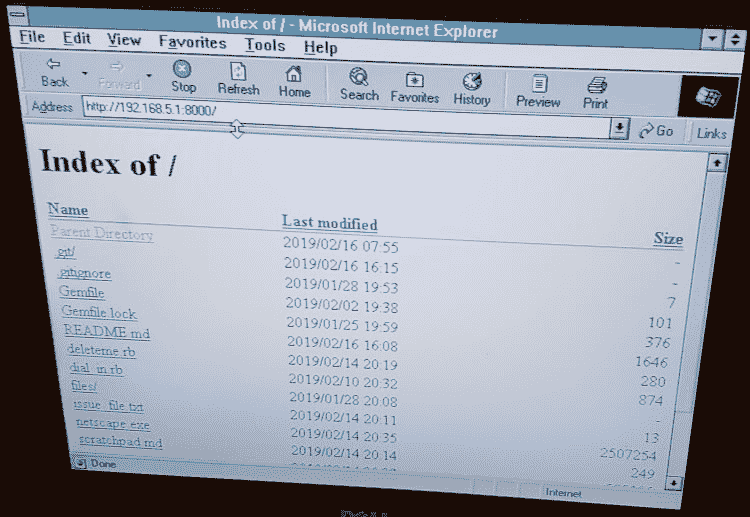 Index of / - Microsoft Internet Explorer
File Edit View Favorites Tools Help
Back Forward Stop Refresh Home Search Favorites History Preview Print
Address http://192.168.5.1:8000/ Go Links
Index of /
Name Last modified Size
Parent Directory 2019/02/16 07:55 -
.git/ 2019/02/16 16:15 -
.gitignore 2019/01/28 19:53 7
Gemfile 2019/02/02 19:38 101
Gemfile.lock 2019/01/25 19:59 376
README.md 2019/02/16 16:08 1646
deleteme.rb 2019/02/14 20:19 280
dial_in.rb 2019/02/10 20:32 874
files/ 2019/01/28 20:08 -
issue_file.txt 2019/02/14 20:11 13
netscape.exe 2019/02/14 20:35 2507254
scratchpad.md 2019/02/14 20:14 249
Done Internet